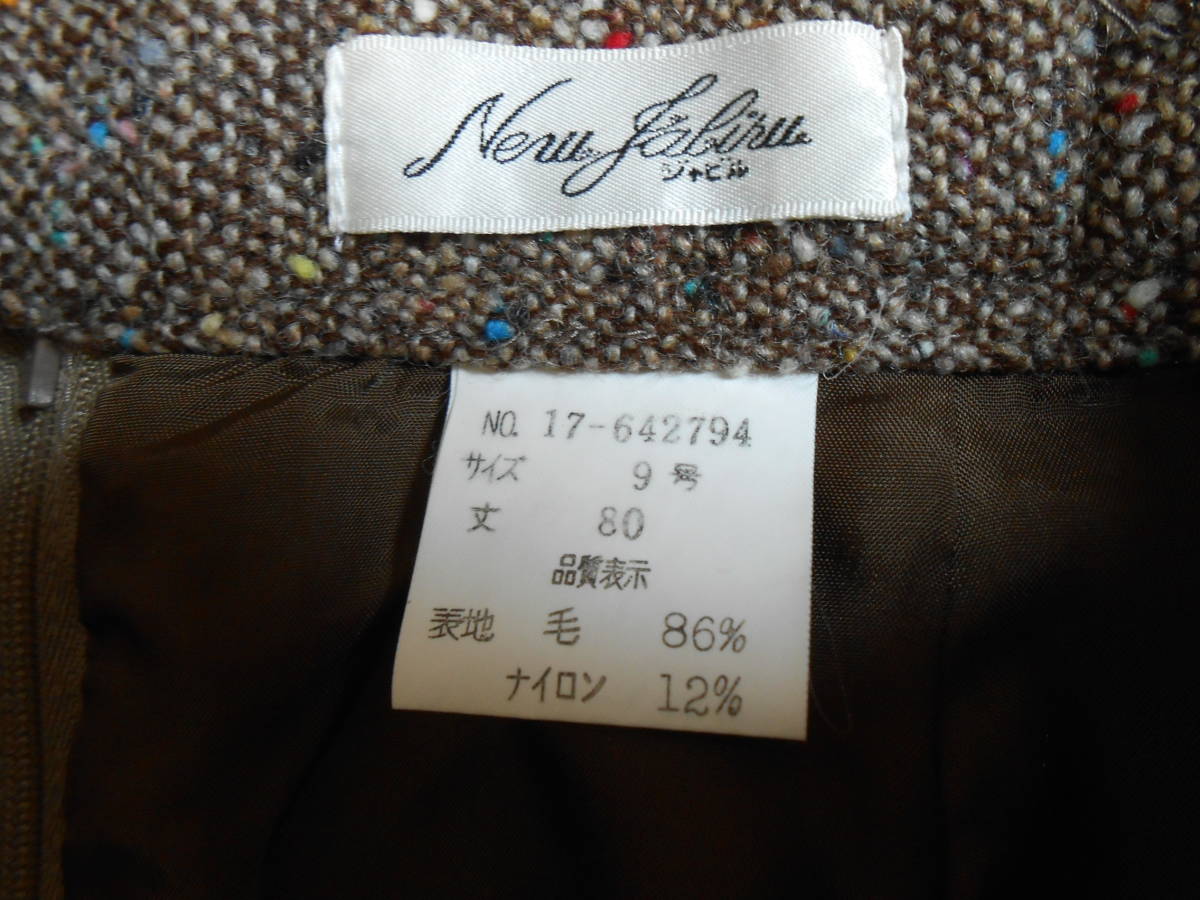 New Jabiru
ジャビル
NO. 17-642794
サイズ 9 号
丈 80
品質表示
表地 毛 86%
ナイロン 12%